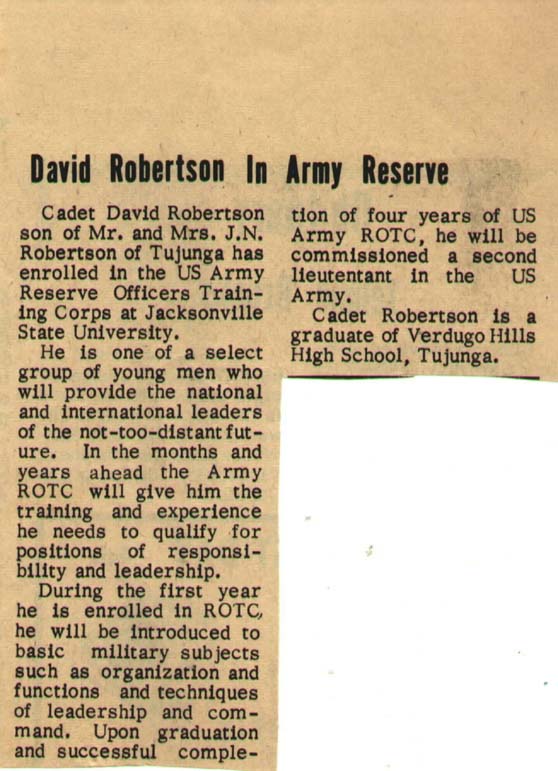 David Robertson In Army Reserve
Cadet David Robertson
son of Mr. and Mrs. J.N.
Robertson of Tujunga has
enrolled in the US Army
Reserve Officers Train-
ing Corps at Jacksonville
State University.
He is one of a select
group of young men who
will provide the national
and international leaders
of the not-too-distant fut-
ure. In the months and
years ahead the Army
ROTC will give him the
training and experience
he needs to qualify for
positions of responsi-
bility and leadership.
During the first year
he is enrolled in ROTC,
he will be introduced to
basic military subjects
such as organization and
functions and techniques
of leadership and com-
mand. Upon graduation
and successful comple-
tion of four years of US
Army ROTC, he will be
commissioned a second
lieutentant in the US
Army.
Cadet Robertson is a
graduate of Verdugo Hills
High School, Tujunga.